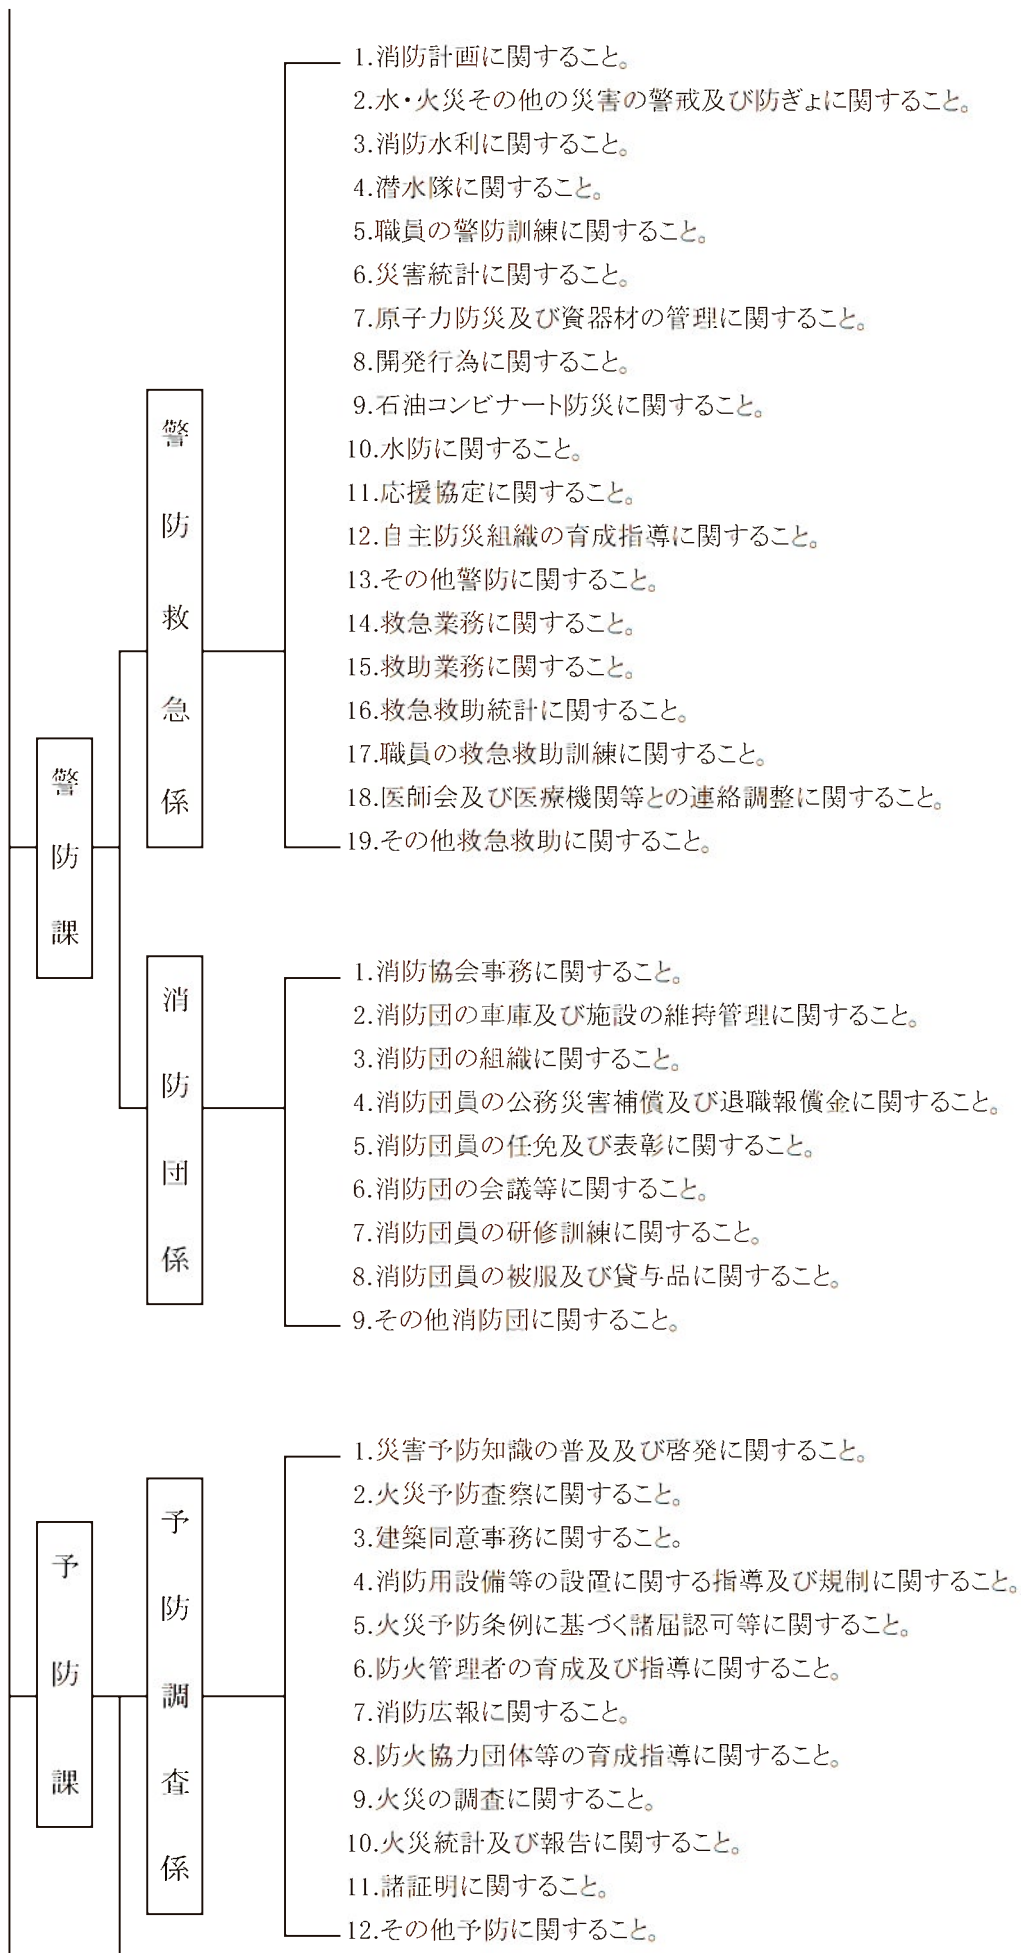 警防課
警防救急係
1.消防計画に関すること。
2.水・火災その他の災害の警戒及び防ぎょに関すること。
3.消防水利に関すること。
4.潜水隊に関すること。
5.職員の警防訓練に関すること。
6.災害統計に関すること。
7.原子力防災及び資器材の管理に関すること。
8.開発行為に関すること。
9.石油コンビナート防災に関すること。
10.水防に関すること。
11.応援協定に関すること。
12.自主防災組織の育成指導に関すること。
13.その他警防に関すること。
14.救急業務に関すること。
15.救助業務に関すること。
16.救急救助統計に関すること。
17.職員の救急救助訓練に関すること。
18.医師会及び医療機関等との連絡調整に関すること。
19.その他救急救助に関すること。
消防団係
1.消防協会事務に関すること。
2.消防団の車庫及び施設の維持管理に関すること。
3.消防団の組織に関すること。
4.消防団員の公務災害補償及び退職報償金に関すること。
5.消防団員の任免及び表彰に関すること。
6.消防団の会議等に関すること。
7.消防団員の研修訓練に関すること。
8.消防団員の被服及び貸与品に関すること。
9.その他消防団に関すること。
予防課
予防調査係
1.災害予防知識の普及及び啓発に関すること。
2.火災予防査察に関すること。
3.建築同意事務に関すること。
4.消防用設備等の設置に関する指導及び規制に関すること。
5.火災予防条例に基づく諸届認可等に関すること。
6.防火管理者の育成及び指導に関すること。
7.消防広報に関すること。
8.防火協力団体等の育成指導に関すること。
9.火災の調査に関すること。
10.火災統計及び報告に関すること。
11.諸証明に関すること。
12.その他予防に関すること。